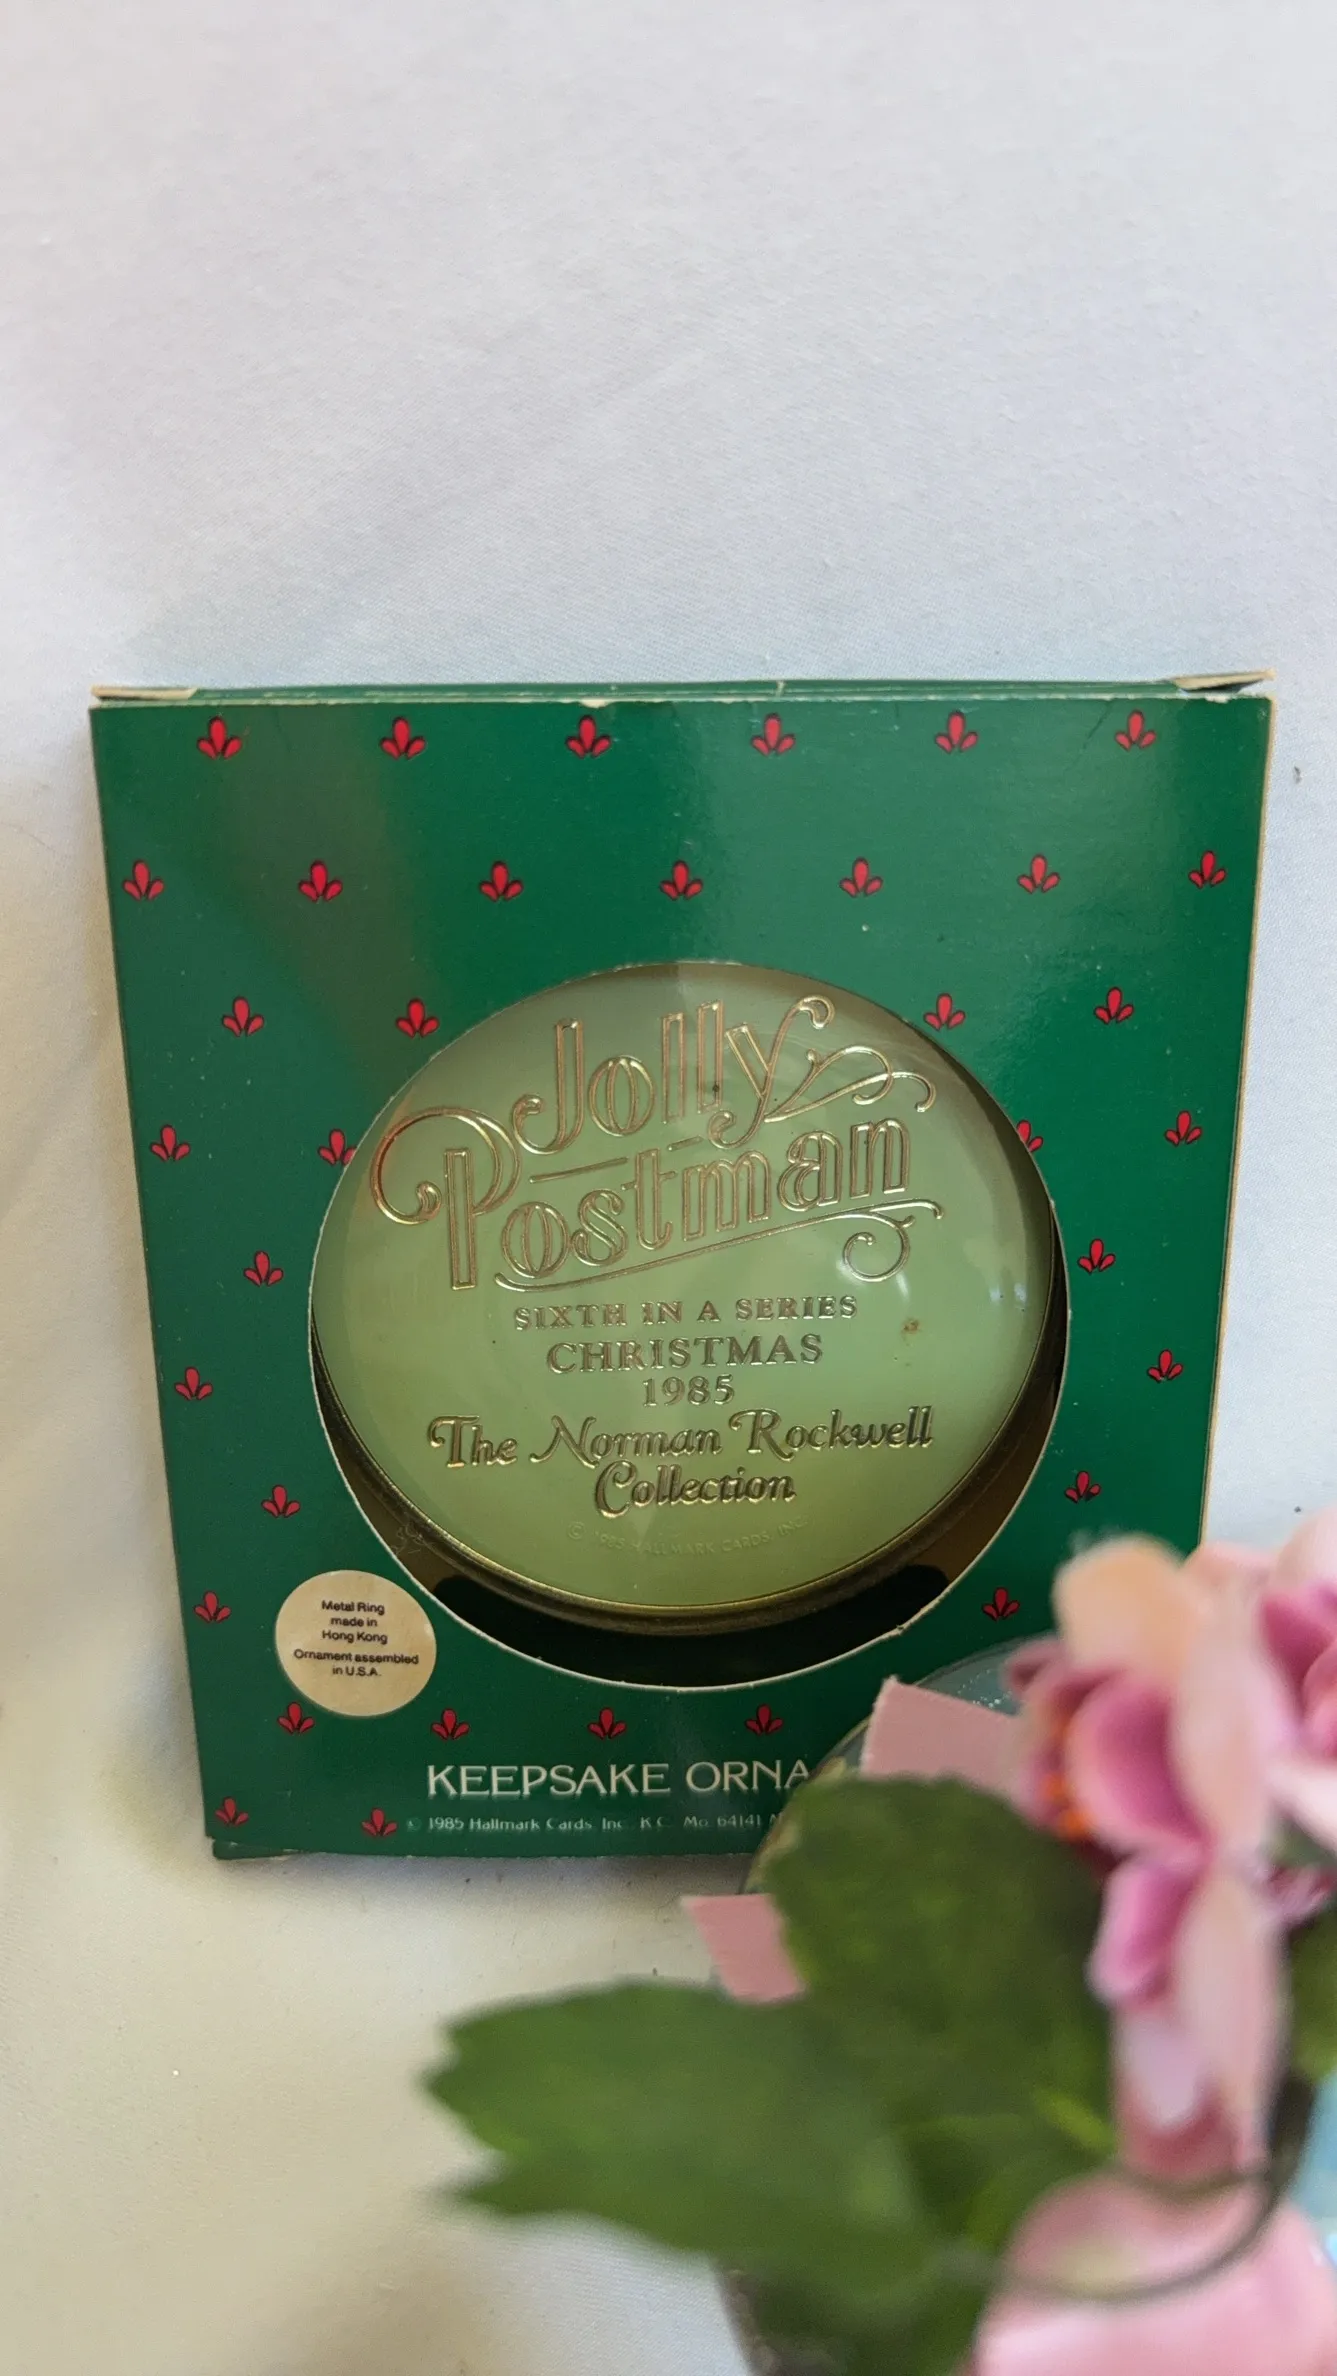 Jolly
Postman
SIXTH IN A SERIES
CHRISTMAS
1985
The Norman Rockwell
Collection
© 1985 HALLMARK CARDS, INC.
Metal Ring
made in
Hong Kong
Ornament assembled
in U.S.A.
KEEPSAKE ORNA
© 1985 Hallmark Cards Inc K C Mo 64141